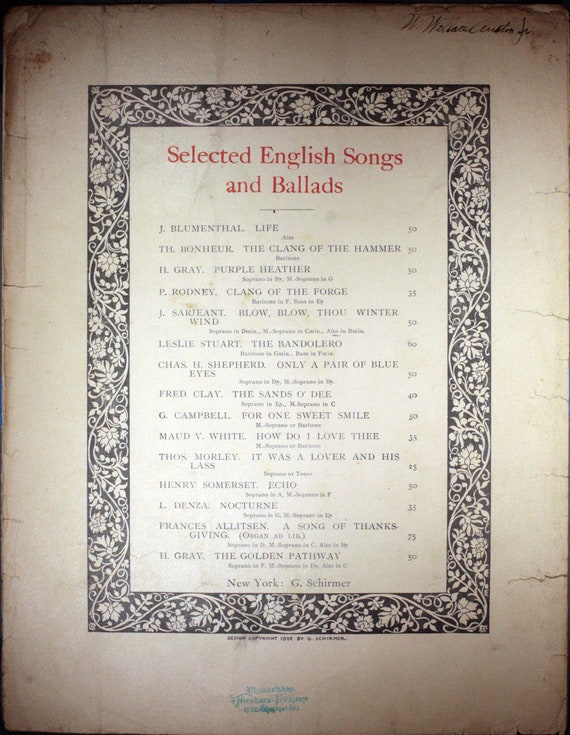 Selected English Songs
and Ballads
J. BLUMENTHAL. LIFE 50
Alto
TH. BONHEUR. THE CLANG OF THE HAMMER 50
Baritone
H. GRAY. PURPLE HEATHER 50
Soprano in B♭, M.-Soprano in G
P. RODNEY. CLANG OF THE FORGE 35
Baritone in F, Bass in E♭
J. SARJEANT. BLOW, BLOW, THOU WINTER
WIND 50
Soprano in Dmin., M.-Soprano in Cmin., Alto in Bmin.
LESLIE STUART. THE BANDOLERO 60
Baritone in Gmin., Bass in Fmin.
CHAS. H. SHEPHERD. ONLY A PAIR OF BLUE
EYES 50
Soprano in D♭, M.-Soprano in B♭
FRED. CLAY. THE SANDS O' DEE 40
Soprano in E♭, M.Soprano in C
G. CAMPBELL. FOR ONE SWEET SMILE 50
M.-Soprano or Baritone
MAUD V. WHITE. HOW DO I LOVE THEE 35
M.-Soprano or Baritone
THOS. MORLEY. IT WAS A LOVER AND HIS
LASS 25
Soprano or Tenor
HENRY SOMERSET. ECHO 50
Soprano in A, M.-Soprano in F
L. DENZA. NOCTURNE 35
Soprano in G, M.-Soprano in E♭
FRANCES ALLITSEN. A SONG OF THANKS-
GIVING. (ORGAN AD LIB.) 75
Soprano in D, M.-Soprano in C, Alto in B♭
H. GRAY. THE GOLDEN PATHWAY 50
Soprano in F, M.-Soprano in E♭, Alto in C
New York: G. Schirmer
DESIGN COPYRIGHT BY G. SCHIRMER.
Philadelphia,
Theodore Presser,
Chestnut St.